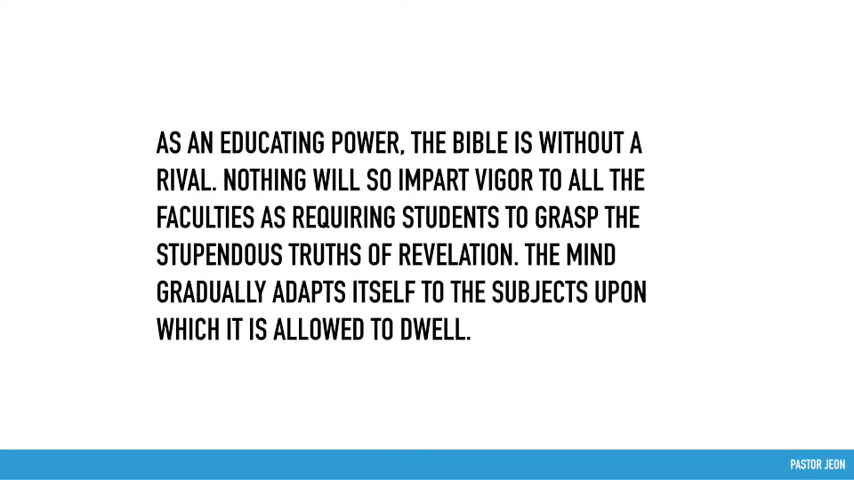 AS AN EDUCATING POWER, THE BIBLE IS WITHOUT A
RIVAL. NOTHING WILL SO IMPART VIGOR TO ALL THE
FACULTIES AS REQUIRING STUDENTS TO GRASP THE
STUPENDOUS TRUTHS OF REVELATION. THE MIND
GRADUALLY ADAPTS ITSELF TO THE SUBJECTS UPON
WHICH IT IS ALLOWED TO DWELL.
PASTOR JEON